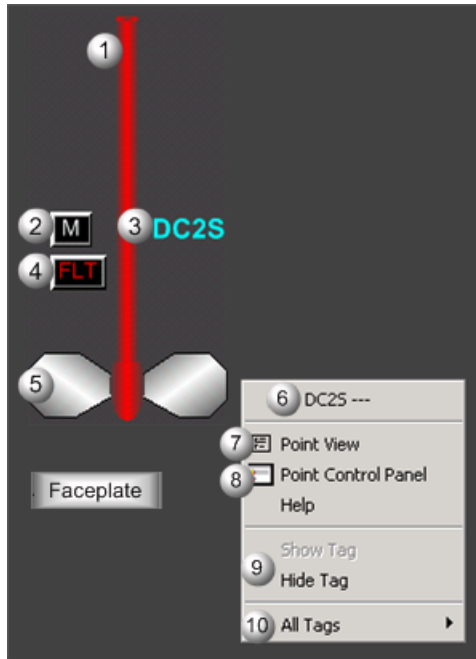 1
2 M
3 DC2S
4 FLT
5
6 DC2S ---
7 Point View
8 Point Control Panel
Help
Faceplate
Show Tag
9
Hide Tag
10 All Tags